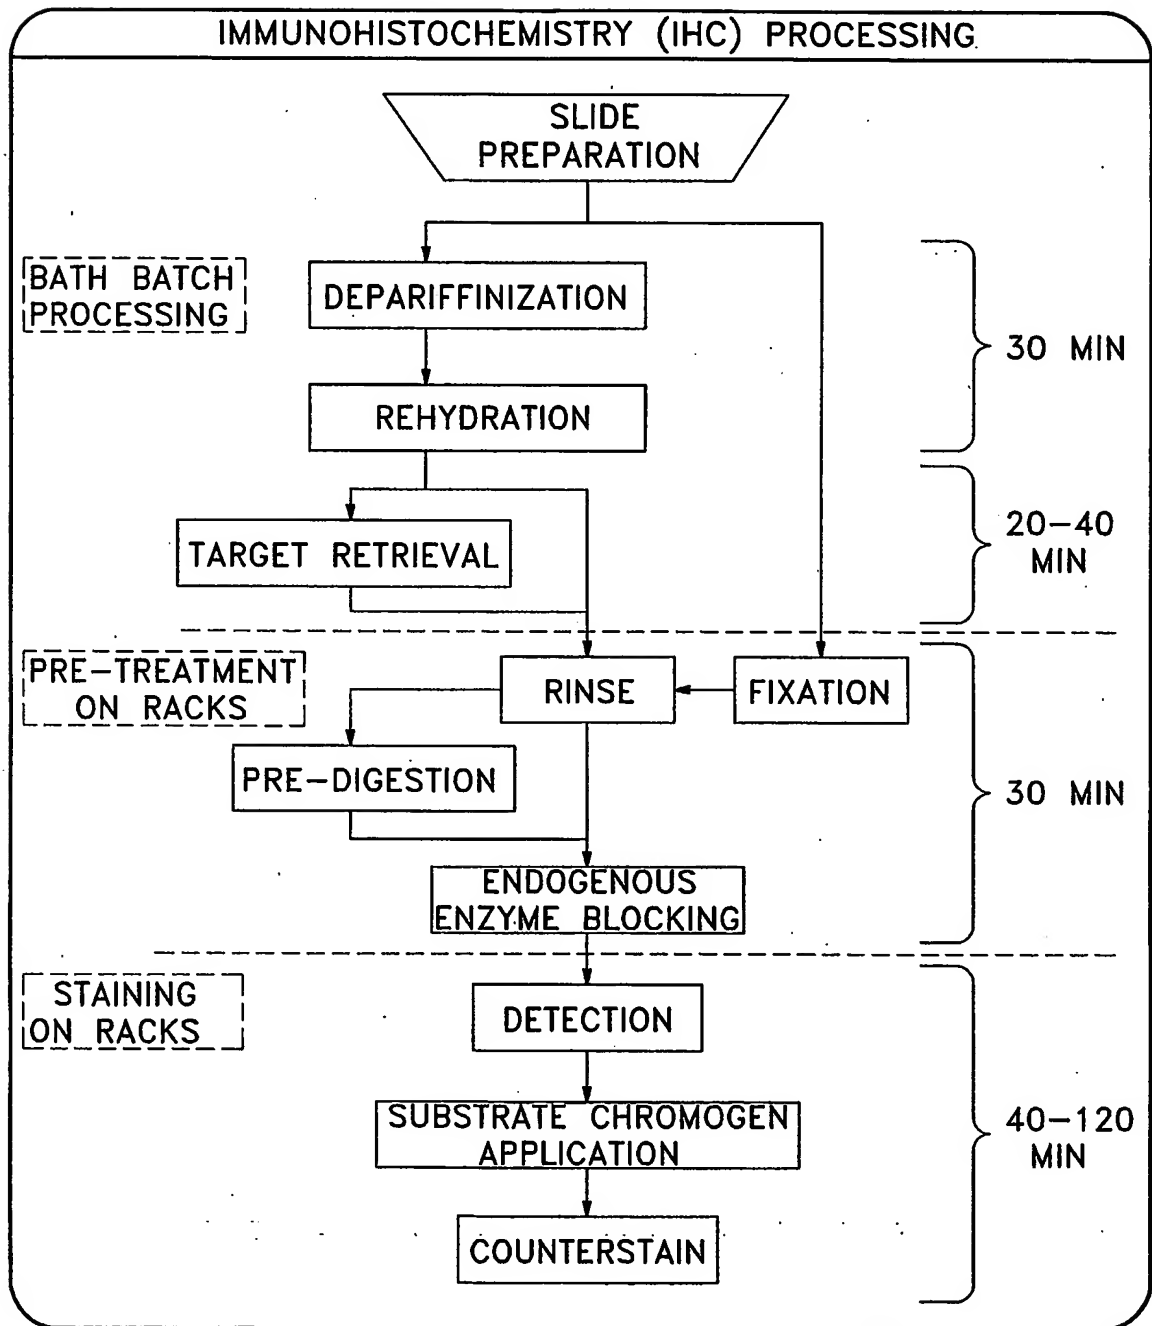 IMMUNOHISTOCHEMISTRY (IHC) PROCESSING
SLIDE
PREPARATION
BATH BATCH
PROCESSING
DEPARIFFINIZATION
30 MIN
REHYDRATION
TARGET RETRIEVAL
20-40
MIN
PRE-TREATMENT
ON RACKS
RINSE
FIXATION
PRE-DIGESTION
30 MIN
ENDOGENOUS
ENZYME BLOCKING
STAINING
ON RACKS
DETECTION
SUBSTRATE CHROMOGEN
APPLICATION
40-120
MIN
COUNTERSTAIN